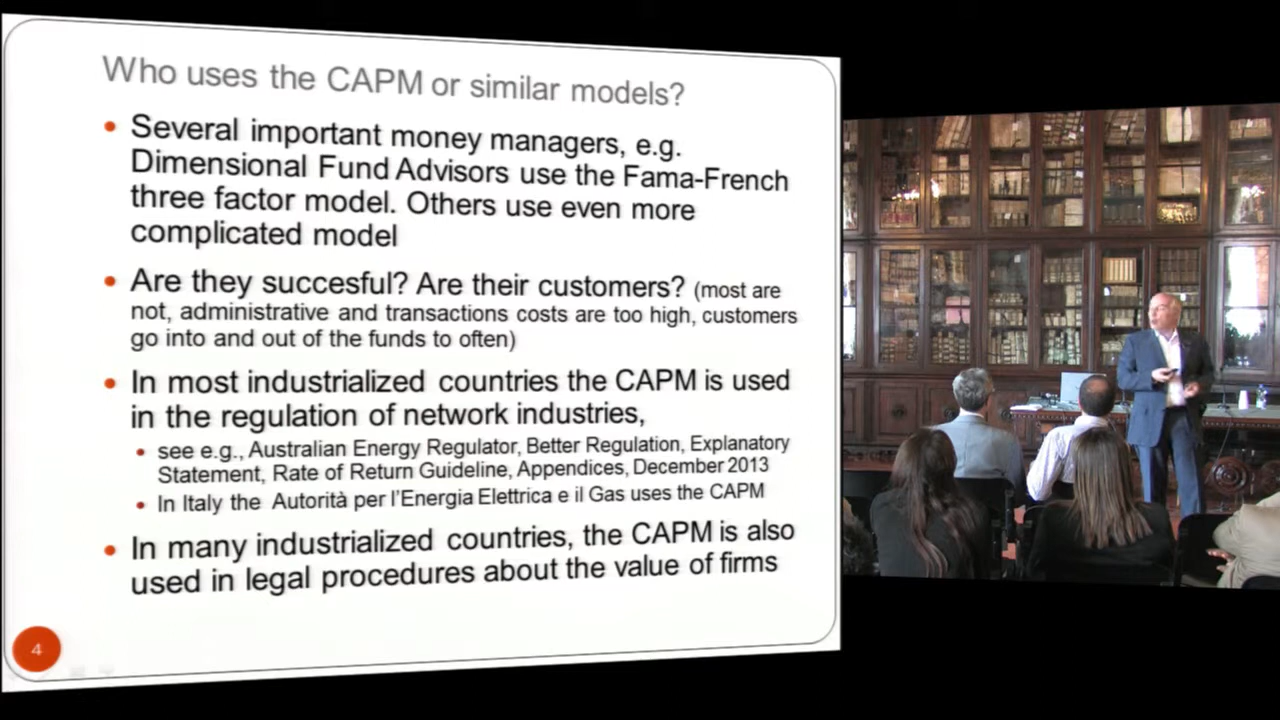 Who uses the CAPM or similar models?
• Several important money managers, e.g.
Dimensional Fund Advisors use the Fama-French
three factor model. Others use even more
complicated model
• Are they succesful? Are their customers? (most are
not, administrative and transactions costs are too high, customers
go into and out of the funds to often)
• In most industrialized countries the CAPM is used
in the regulation of network industries,
• see e.g., Australian Energy Regulator, Better Regulation, Explanatory
Statement, Rate of Return Guideline, Appendices, December 2013
• In Italy the Autorità per l'Energia Elettrica e il Gas uses the CAPM
• In many industrialized countries, the CAPM is also
used in legal procedures about the value of firms
4